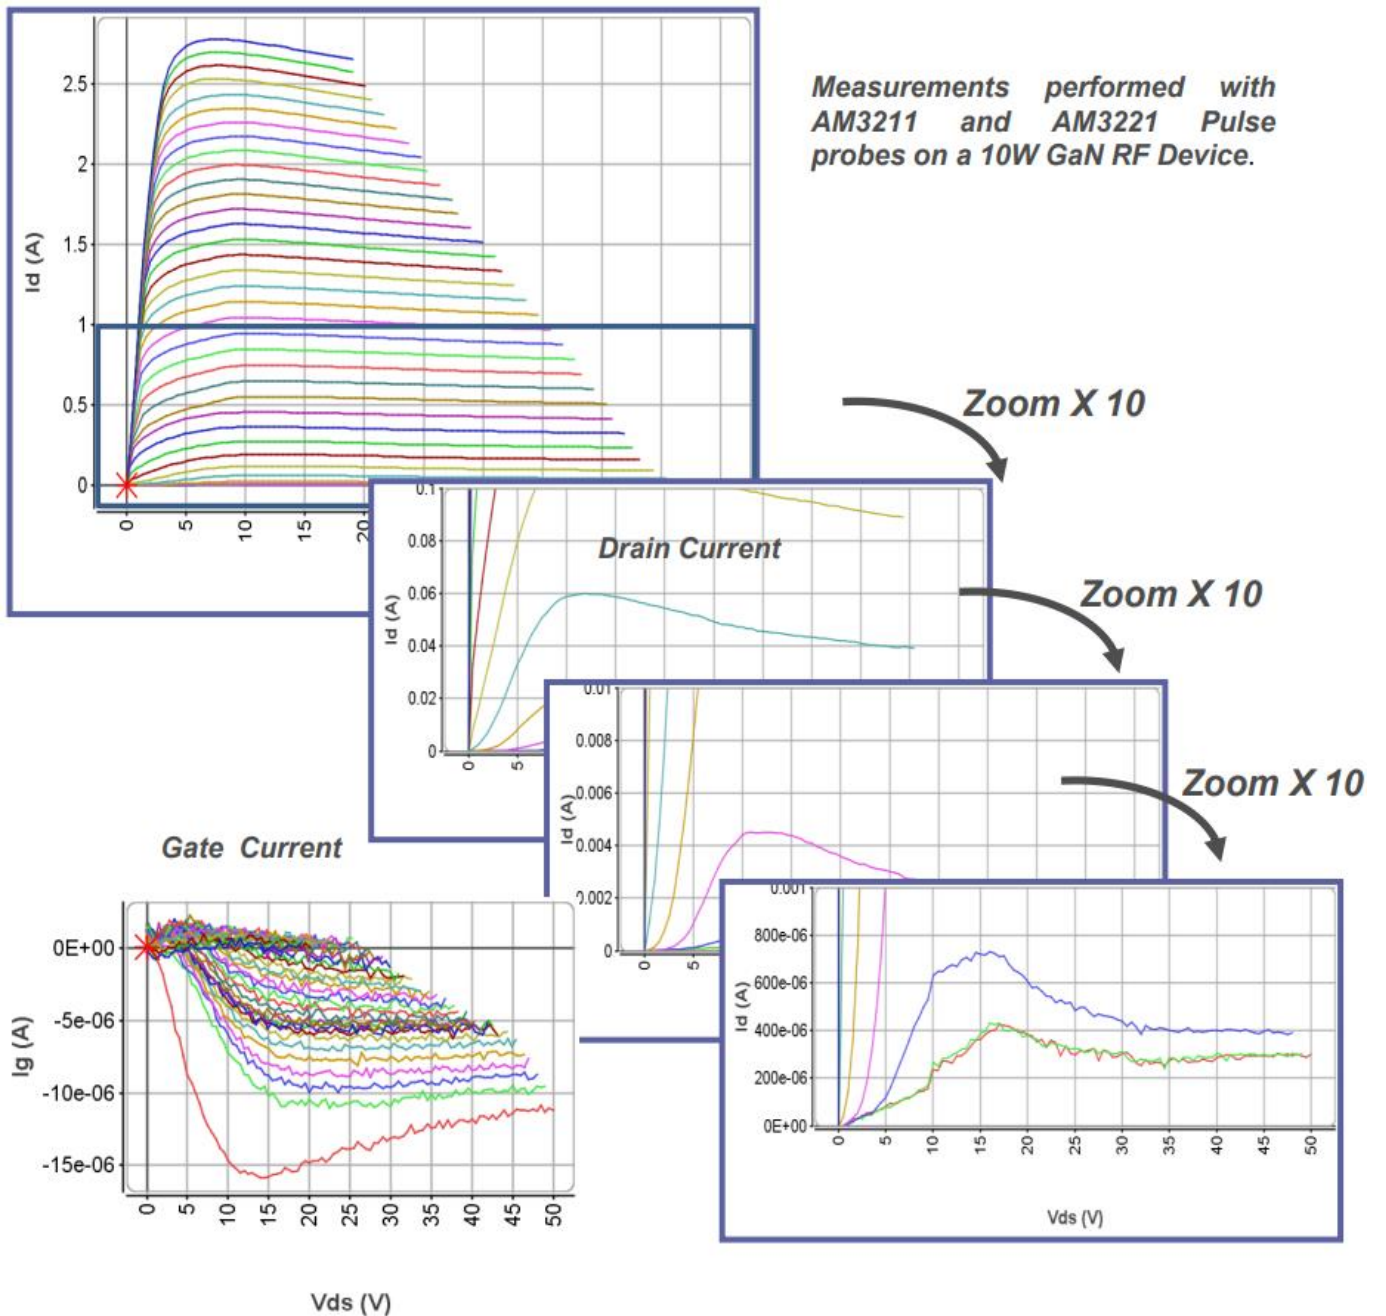 Measurements performed with
AM3211 and AM3221 Pulse
probes on a 10W GaN RF Device.
2.5
2
1.5
1
0.5
0
Id (A)
0 5 10 15 20
Zoom X 10
0.1
0.08
0.06
0.04
0.02
0
Id (A)
Drain Current
0 5
Zoom X 10
0.01
0.008
0.006
0.004
0.002
0
Id (A)
0 5
Zoom X 10
0.001
800e-06
600e-06
400e-06
200e-06
0E+00
Id (A)
0 5 10 15 20 25 30 35 40 45 50
Vds (V)
Gate Current
0E+00
-5e-06
-10e-06
-15e-06
Ig (A)
0 5 10 15 20 25 30 35 40 45 50
Vds (V)